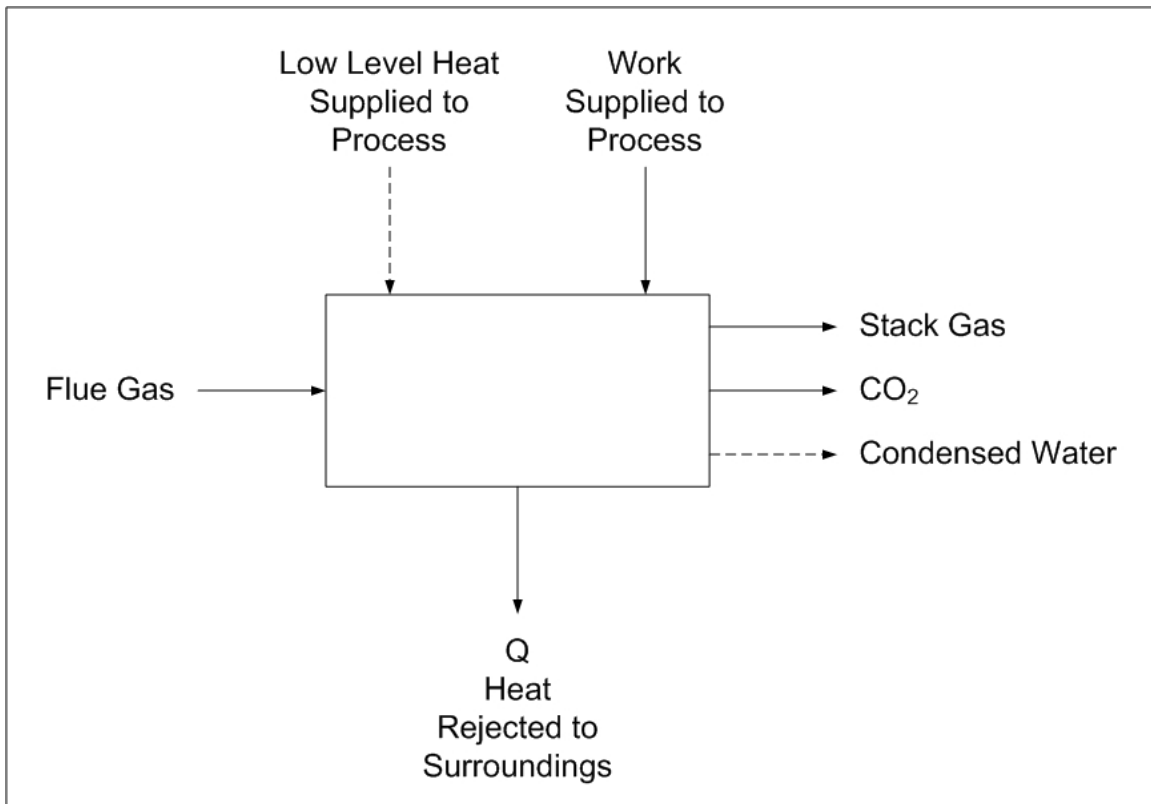 Low Level Heat
Supplied to
Process
Work
Supplied to
Process
Flue Gas
Stack Gas
CO₂
Condensed Water
Q
Heat
Rejected to
Surroundings